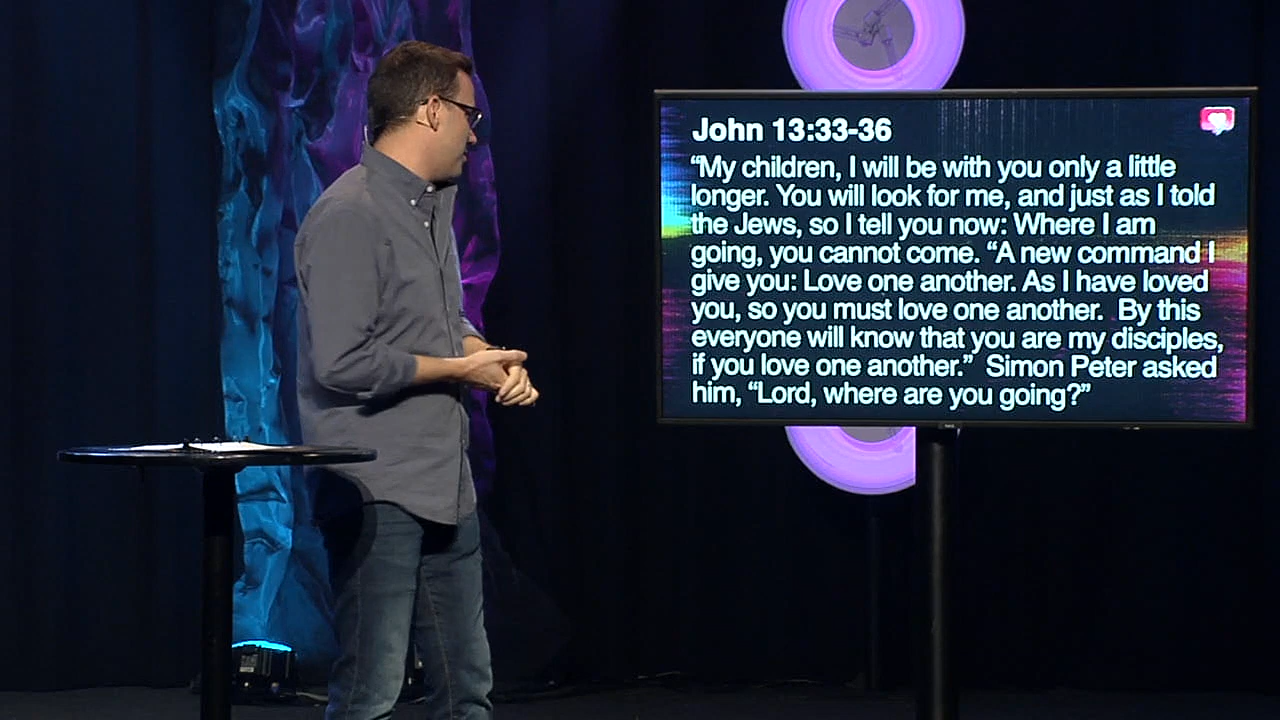 John 13:33-36
“My children, I will be with you only a little
longer. You will look for me, and just as I told
the Jews, so I tell you now: Where I am
going, you cannot come. “A new command I
give you: Love one another. As I have loved
you, so you must love one another.  By this
everyone will know that you are my disciples,
if you love one another.”  Simon Peter asked
him, “Lord, where are you going?”